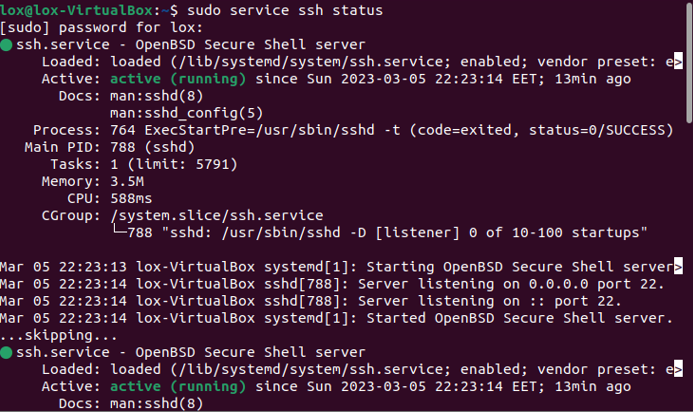 lox@lox-VirtualBox:~$ sudo service ssh status
[sudo] password for lox:
● ssh.service - OpenBSD Secure Shell server
     Loaded: loaded (/lib/systemd/system/ssh.service; enabled; vendor preset: e>
     Active: active (running) since Sun 2023-03-05 22:23:14 EET; 13min ago
       Docs: man:sshd(8)
             man:sshd_config(5)
    Process: 764 ExecStartPre=/usr/sbin/sshd -t (code=exited, status=0/SUCCESS)
   Main PID: 788 (sshd)
      Tasks: 1 (limit: 5791)
     Memory: 3.5M
        CPU: 588ms
     CGroup: /system.slice/ssh.service
             └─788 "sshd: /usr/sbin/sshd -D [listener] 0 of 10-100 startups"
Mar 05 22:23:13 lox-VirtualBox systemd[1]: Starting OpenBSD Secure Shell server>
Mar 05 22:23:14 lox-VirtualBox sshd[788]: Server listening on 0.0.0.0 port 22.
Mar 05 22:23:14 lox-VirtualBox sshd[788]: Server listening on :: port 22.
Mar 05 22:23:14 lox-VirtualBox systemd[1]: Started OpenBSD Secure Shell server.
...skipping...
● ssh.service - OpenBSD Secure Shell server
     Loaded: loaded (/lib/systemd/system/ssh.service; enabled; vendor preset: e>
     Active: active (running) since Sun 2023-03-05 22:23:14 EET; 13min ago
       Docs: man:sshd(8)